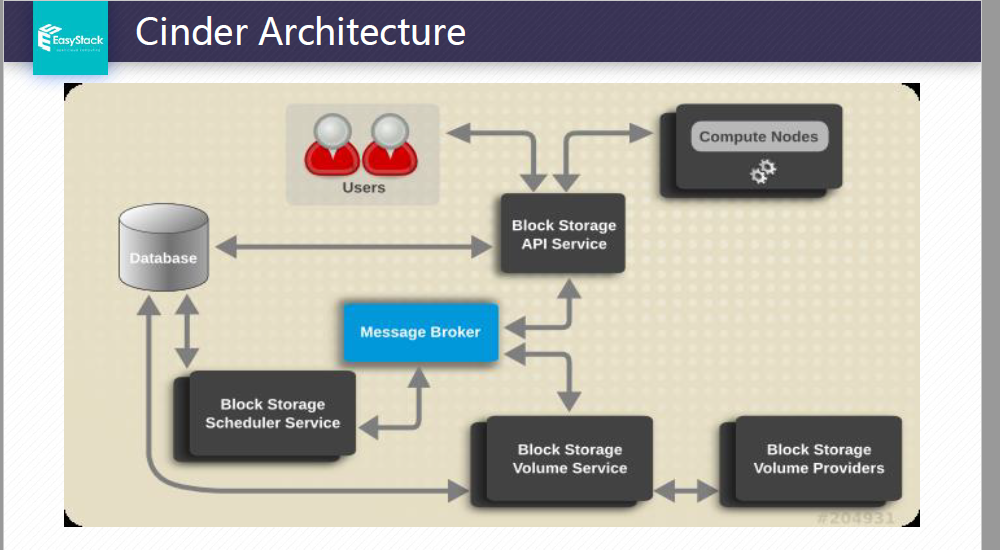 EasyStack
Cinder Architecture
Users
Compute Nodes
Block Storage
API Service
Database
Message Broker
Block Storage
Scheduler Service
Block Storage
Volume Service
Block Storage
Volume Providers
#204931